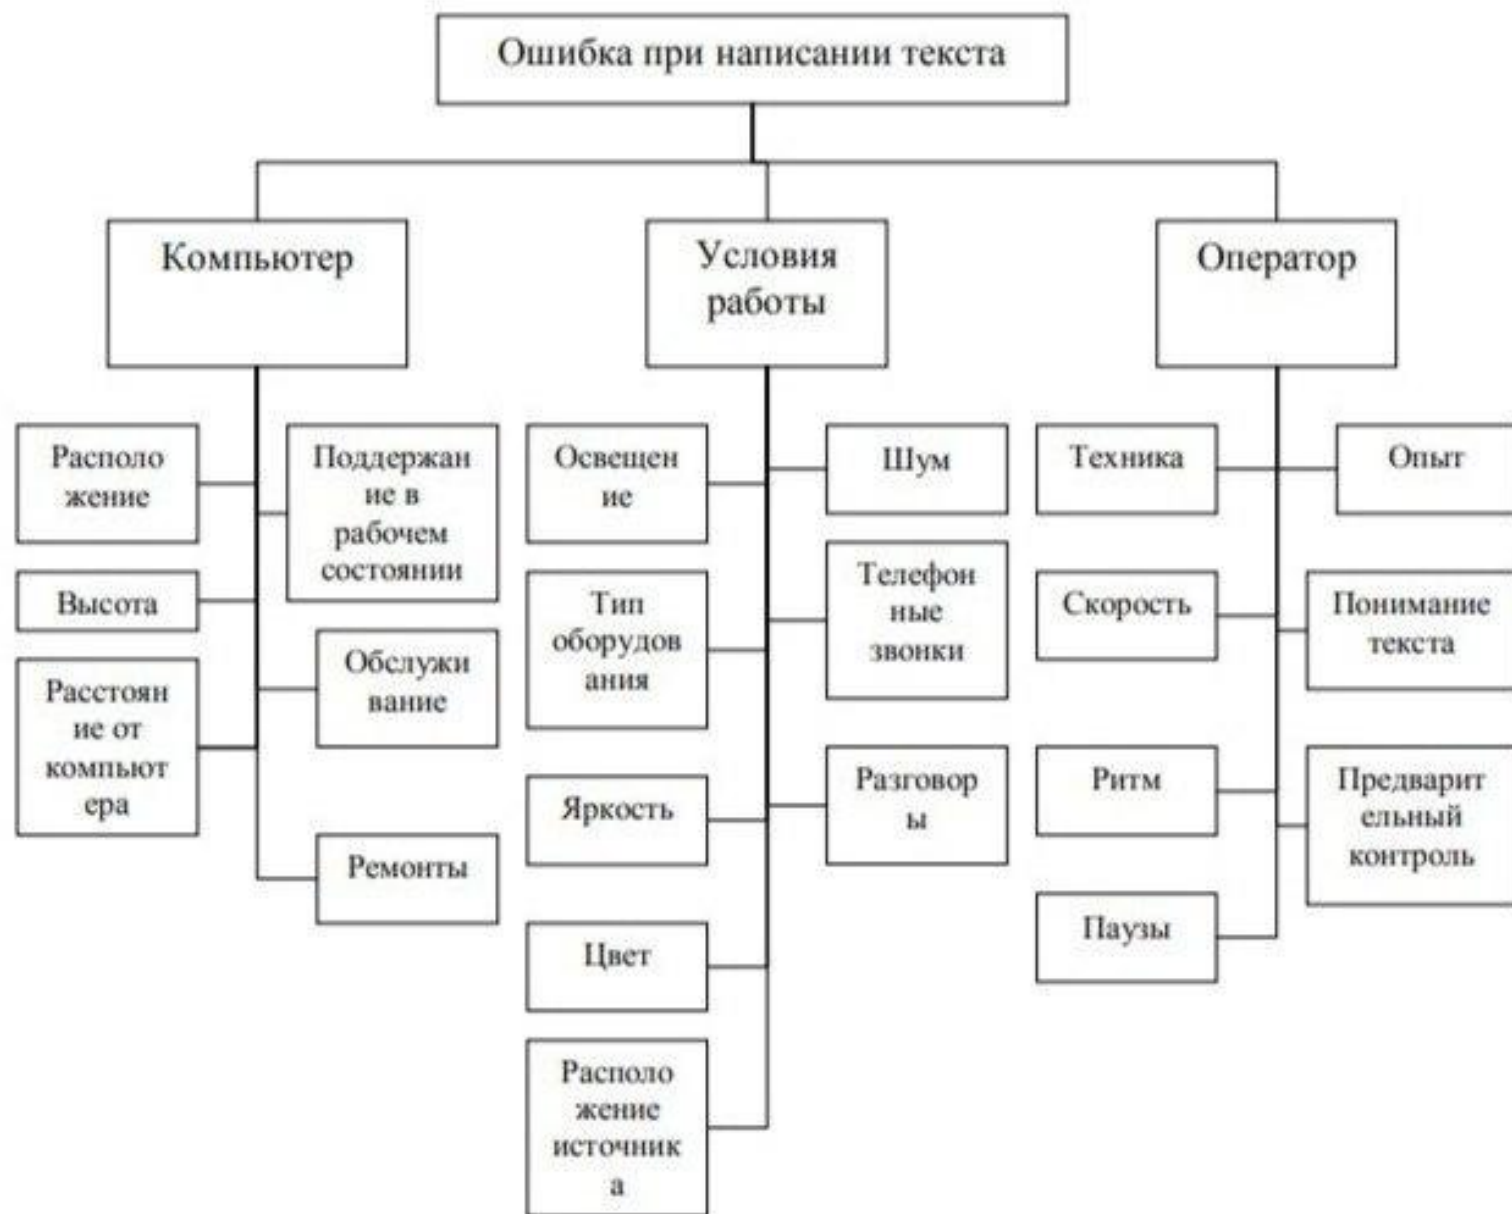 Ошибка при написании текста
Компьютер
Условия
работы
Оператор
Располо
жение
Поддержан
ие в
рабочем
состоянии
Высота
Обслужи
вание
Расстоян
ие от
компьют
ера
Ремонты
Освещен
ие
Шум
Тип
оборудов
ания
Телефон
ные
звонки
Яркость
Разговор
ы
Цвет
Располо
жение
источник
а
Техника
Опыт
Скорость
Понимание
текста
Ритм
Предварит
ельный
контроль
Паузы